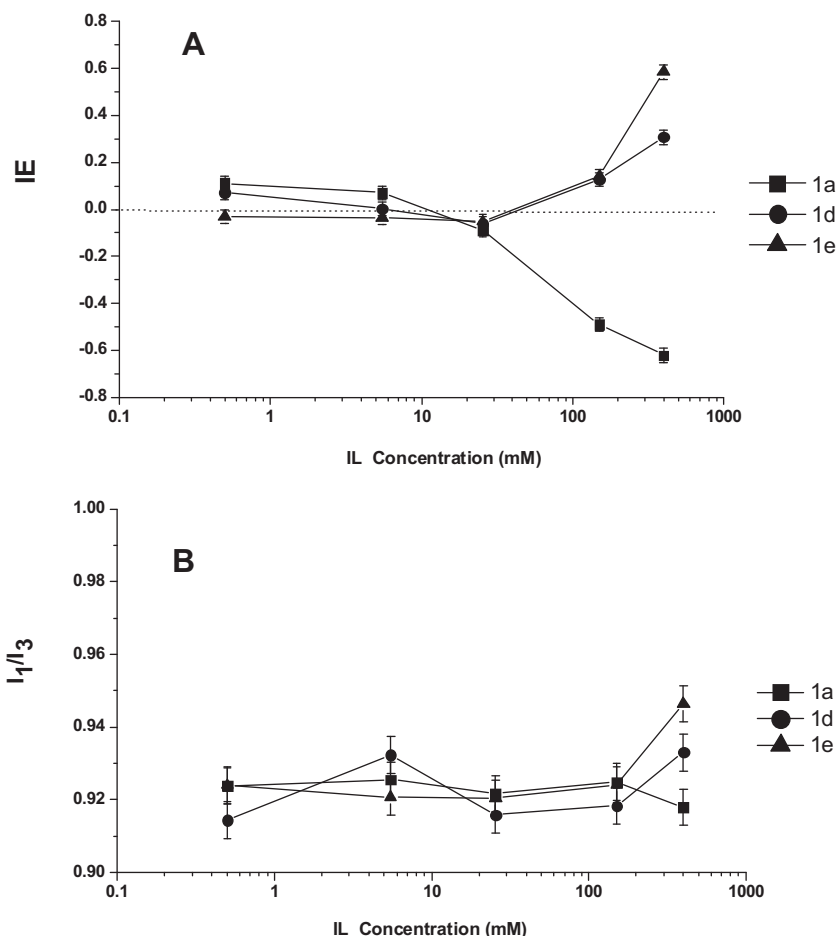 0.8
A
0.6
0.4
0.2
0.0
-0.2
-0.4
-0.6
-0.8
IE
0.1 1 10 100 1000
IL Concentration (mM)
1a
1d
1e
1.00
B
0.98
0.96
0.94
0.92
0.90
I1/I3
0.1 1 10 100 1000
IL Concentration (mM)
1a
1d
1e